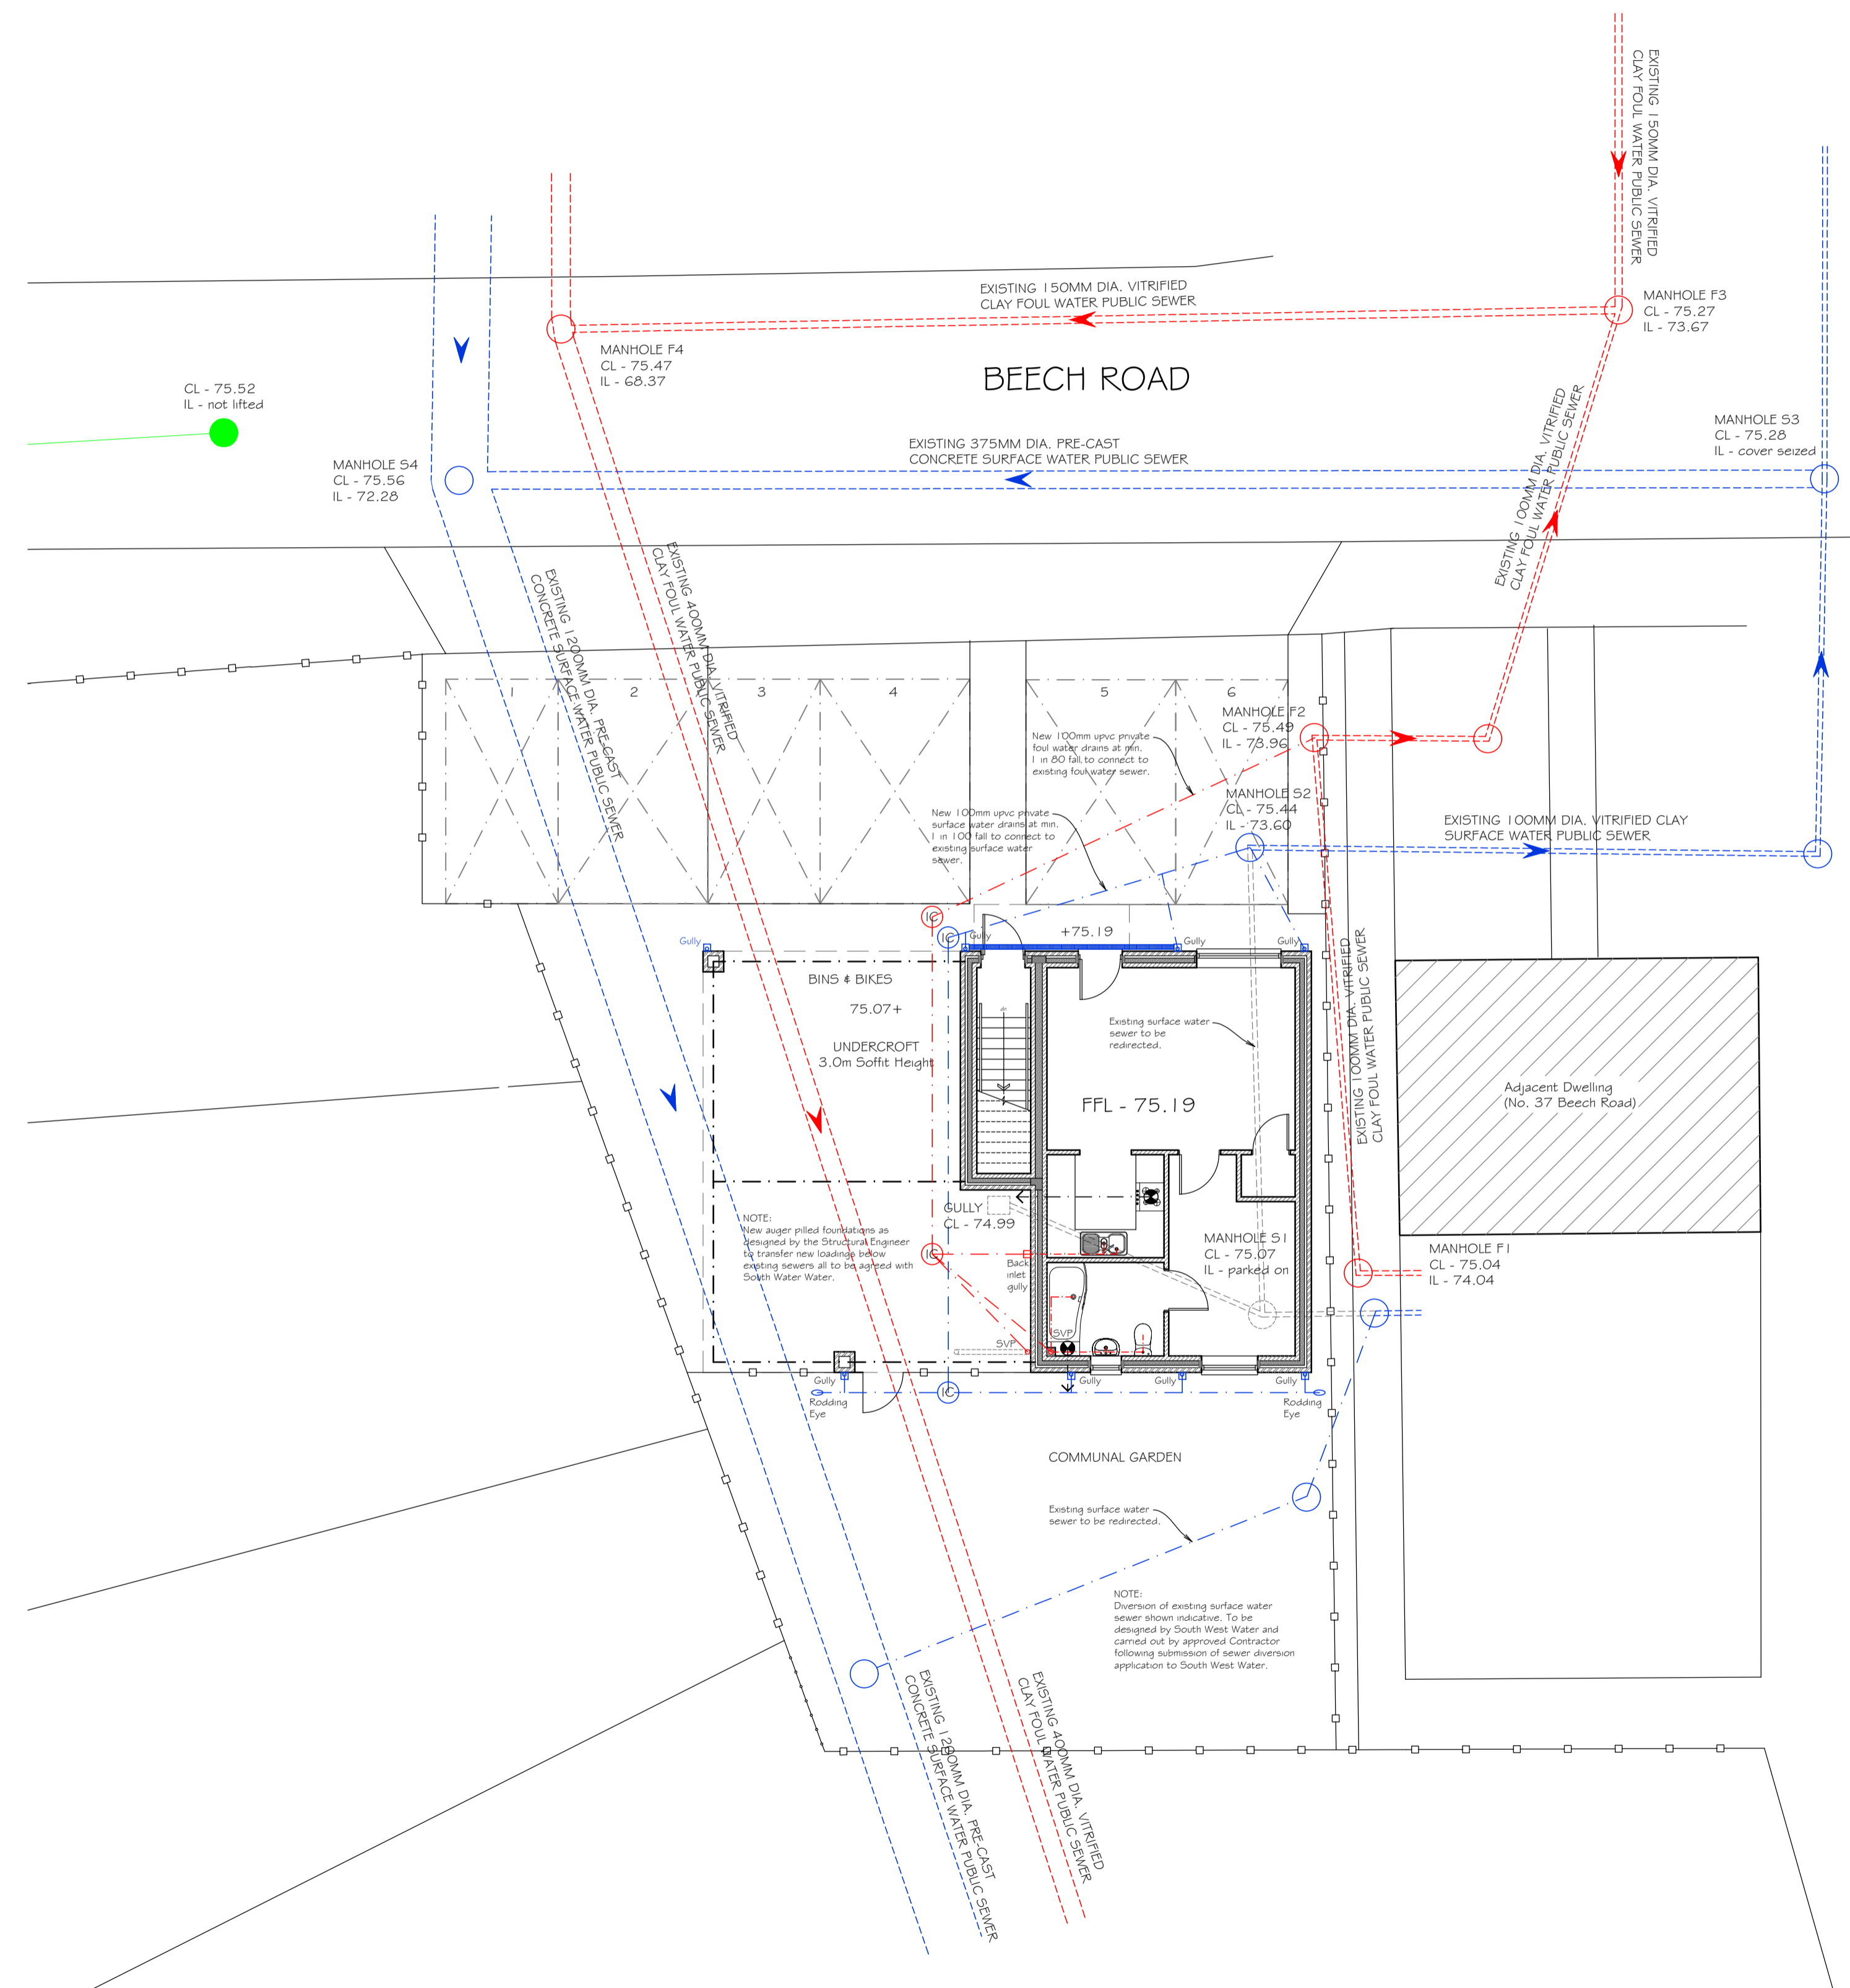 EXISTING 150MM DIA. VITRIFIED
CLAY FOUL WATER PUBLIC SEWER
EXISTING 150MM DIA. VITRIFIED
CLAY FOUL WATER PUBLIC SEWER
MANHOLE F3
CL - 75.27
IL - 73.67
MANHOLE F4
CL - 75.47
IL - 68.37
BEECH ROAD
CL - 75.52
IL - not lifted
MANHOLE S3
CL - 75.28
IL - cover seized
EXISTING 375MM DIA. PRE-CAST
CONCRETE SURFACE WATER PUBLIC SEWER
MANHOLE S4
CL - 75.56
IL - 72.28
EXISTING 100MM DIA. VITRIFIED
CLAY FOUL WATER PUBLIC SEWER
EXISTING 1200MM DIA. PRE-CAST
CONCRETE SURFACE WATER PUBLIC SEWER
EXISTING 400MM DIA. VITRIFIED
CLAY FOUL WATER PUBLIC SEWER
1
2
3
4
5
6
MANHOLE F2
CL - 75.49
IL - 73.96
New 100mm upvc private
foul water drains at min.
1 in 80 fall to connect to
existing foul water sewer.
MANHOLE S2
CL - 75.44
IL - 73.60
New 100mm upvc private
surface water drains at min.
1 in 100 fall to connect to
existing surface water
sewer.
EXISTING 100MM DIA. VITRIFIED CLAY
SURFACE WATER PUBLIC SEWER
IC
IC
Gully
Gully
+75.19
Gully
Gully
BINS & BIKES
75.07+
UNDERCROFT
3.0m Soffit Height
Existing surface water
sewer to be
redirected.
EXISTING 100MM DIA. VITRIFIED
CLAY FOUL WATER PUBLIC SEWER
FFL - 75.19
Adjacent Dwelling
(No. 37 Beech Road)
GULLY
CL - 74.99
NOTE:
New auger pilled foundations as
designed by the Structural Engineer
to transfer new loadings below
existing sewers all to be agreed with
South Water Water.
IC
Back
inlet
gully
MANHOLE S1
CL - 75.07
IL - parked on
MANHOLE F1
CL - 75.04
IL - 74.04
SVP
SVP
Gully
Gully
Gully
Gully
IC
Rodding
Eye
Rodding
Eye
COMMUNAL GARDEN
Existing surface water
sewer to be redirected.
NOTE:
Diversion of existing surface water
sewer shown indicative. To be
designed by South West Water and
carried out by approved Contractor
following submission of sewer diversion
application to South West Water.
EXISTING 1200MM DIA. PRE-CAST
CONCRETE SURFACE WATER PUBLIC SEWER
EXISTING 400MM DIA. VITRIFIED
CLAY FOUL WATER PUBLIC SEWER